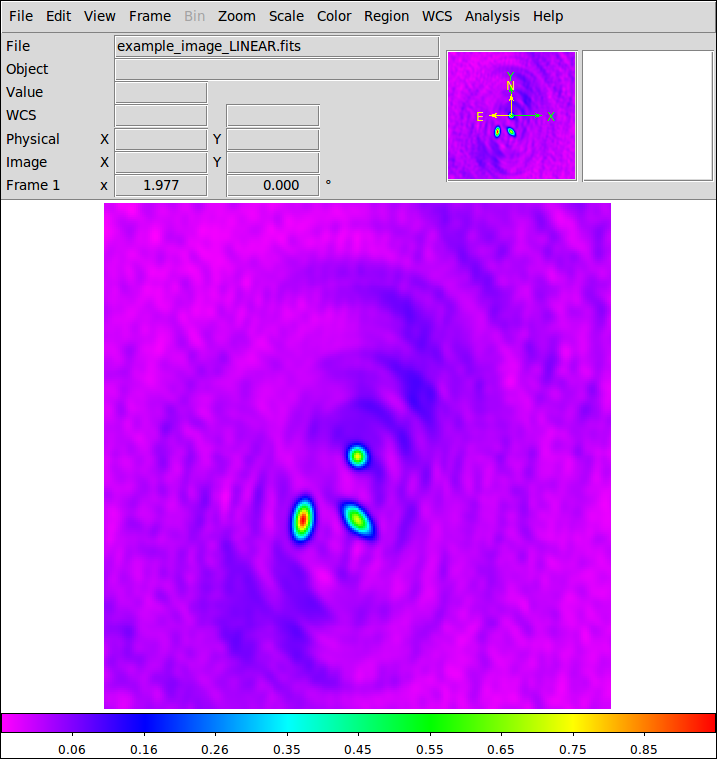 File Edit View Frame Bin Zoom Scale Color Region WCS Analysis Help
File example_image_LINEAR.fits
Object
Value
WCS
Physical X Y
Image X Y
Frame 1 x 1.977 0.000 °
Y
N
E X
0.06 0.16 0.26 0.35 0.45 0.55 0.65 0.75 0.85